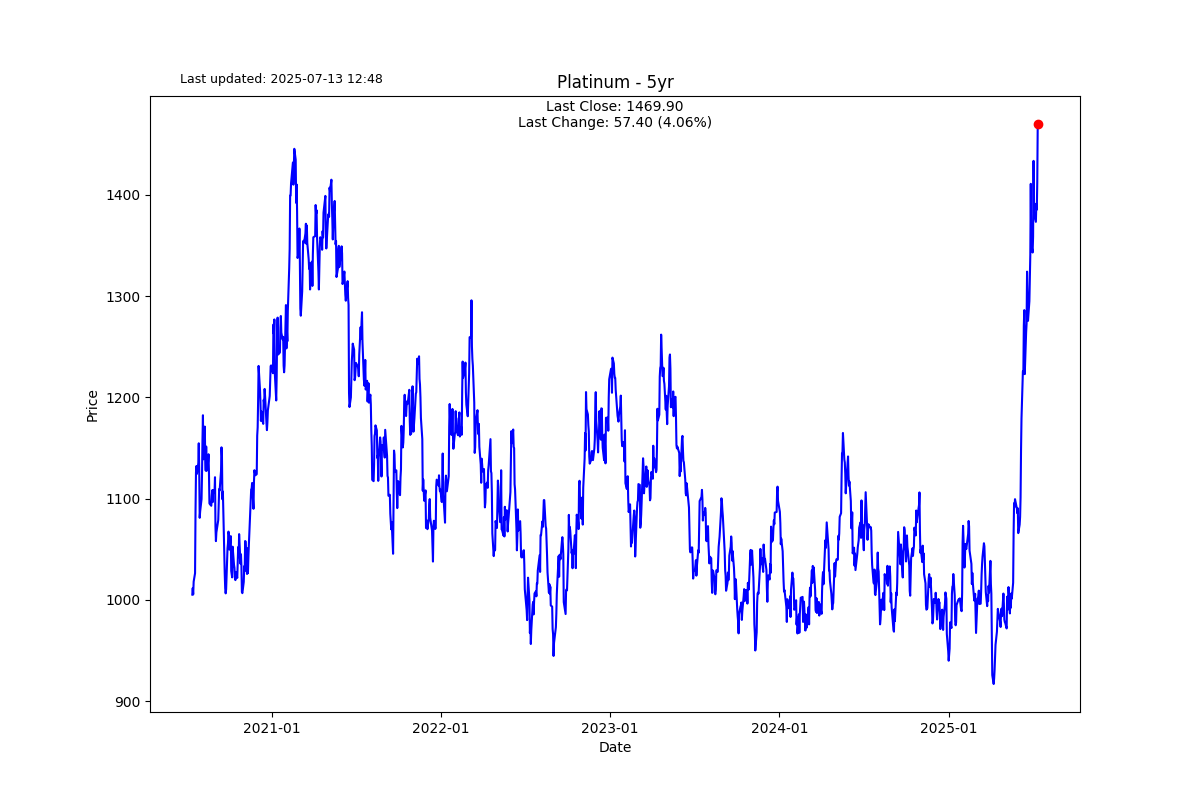 Last updated: 2025-07-13 12:48
Platinum - 5yr
Last Close: 1469.90
Last Change: 57.40 (4.06%)
Price
1400
1300
1200
1100
1000
900
2021-01
2022-01
2023-01
2024-01
2025-01
Date